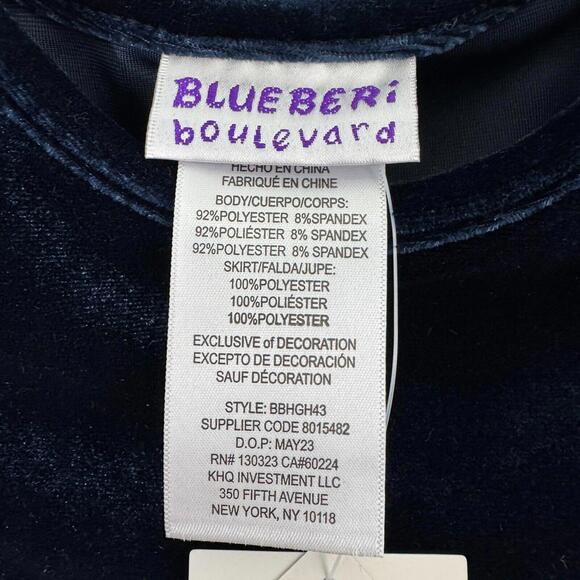 BLUEBERi
boulevard
HECHO EN CHINA
FABRIQUÉ EN CHINE
BODY/CUERPO/CORPS:
92%POLYESTER 8%SPANDEX
92%POLIÉSTER 8% SPANDEX
92%POLYESTER 8% SPANDEX
SKIRT/FALDA/JUPE:
100%POLYESTER
100%POLIÉSTER
100%POLYESTER
EXCLUSIVE of DECORATION
EXCEPTO DE DECORACIÓN
SAUF DÉCORATION
STYLE: BBHGH43
SUPPLIER CODE 8015482
D.O.P: MAY23
RN# 130323 CA#60224
KHQ INVESTMENT LLC
350 FIFTH AVENUE
NEW YORK, NY 10118